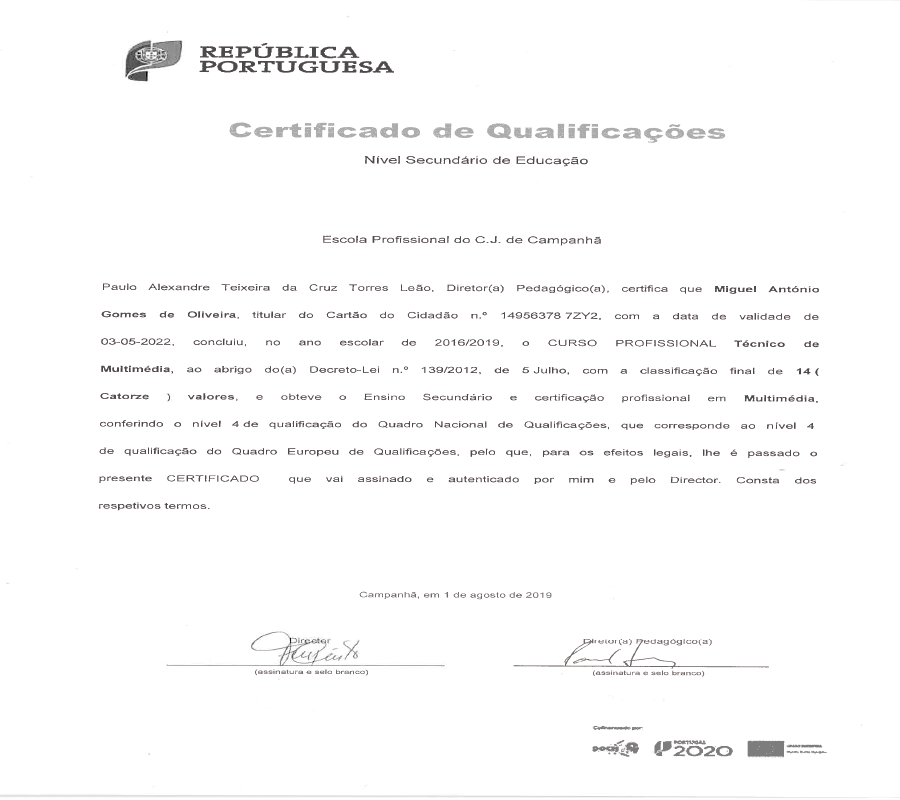 REPÚBLICA
PORTUGUESA
Certificado de Qualificações
Nível Secundário de Educação
Escola Profissional do C.J. de Campanhã
Paulo Alexandre Teixeira da Cruz Torres Leão, Diretor(a) Pedagógico(a), certifica que Miguel António
Gomes de Oliveira, titular do Cartão do Cidadão n.º 14956378 7ZY2, com a data de validade de
03-05-2022, concluiu, no ano escolar de 2016/2019, o CURSO PROFISSIONAL Técnico de
Multimédia, ao abrigo do(a) Decreto-Lei n.º 139/2012, de 5 Julho, com a classificação final de 14 (
Catorze ) valores, e obteve o Ensino Secundário e certificação profissional em Multimédia,
conferindo o nível 4 de qualificação do Quadro Nacional de Qualificações, que corresponde ao nível 4
de qualificação do Quadro Europeu de Qualificações, pelo que, para os efeitos legais, lhe é passado o
presente CERTIFICADO que vai assinado e autenticado por mim e pelo Director. Consta dos
respetivos termos.
Campanhã, em 1 de agosto de 2019
Director
Diretor(a) Pedagógico(a)
(assinatura e selo branco)
(assinatura e selo branco)
Cofinanciado por:
PORTUGAL
2020